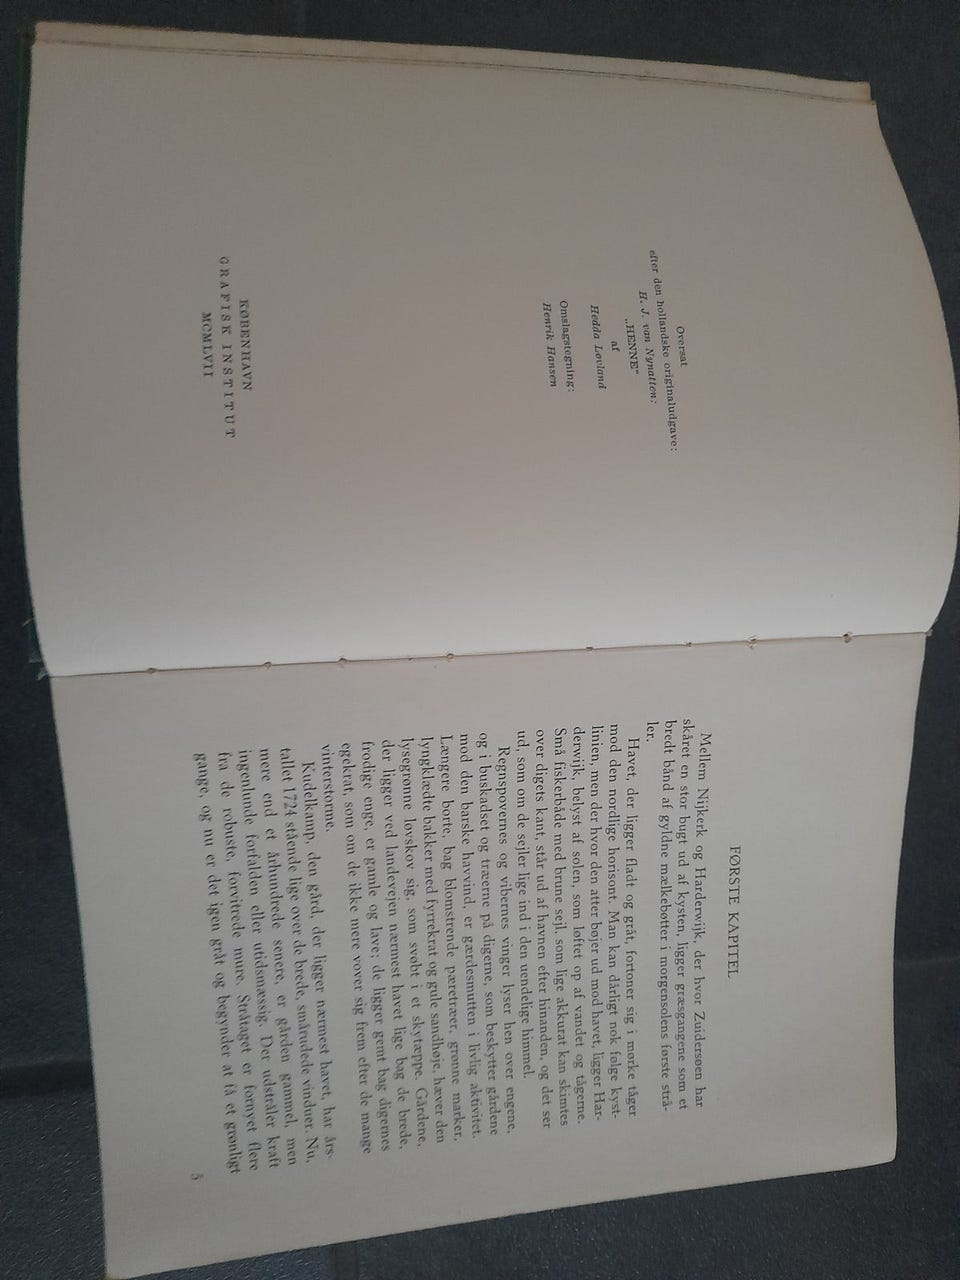 Oversat
efter den hollandske originaludgave:
H. J. van Nynatten:
„HENNE“
af
Hedda Løvland
Omslagstegning:
Henrik Hansen
KØBENHAVN
GRAFISK INSTITUT
MCMLVII
FØRSTE KAPITEL
Mellem Nijkerk og Harderwijk, der hvor Zuidersøen har
skåret en stor bugt ud af kysten, ligger græsgangene som et
bredt bånd af gyldne mælkebøtter i morgensolens første strå-
ler.
Havet, der ligger fladt og gråt, fortoner sig i mørke tåger
mod den nordlige horisont. Man kan dårligt nok følge kyst-
linien, men der hvor den atter bøjer ud mod havet, ligger Har-
derwijk, belyst af solen, som løftet op af vandet og tågerne.
Små fiskerbåde med brune sejl, som lige akkurat kan skimtes
over digets kant, står ud af havnen efter hinanden, og det ser
ud, som om de sejler lige ind i den uendelige himmel.
Regnspovernes og vibernes vinger lyser hen over engene,
og i buskadset og træerne på digerne, som beskytter gårdene
mod den barske havvind, er gærdesmutten i livlig aktivitet.
Længere borte, bag blomstrende pæretræer, grønne marker,
lyngklædte bakker med fyrrekrat og gule sandhøje, hæver den
lysegrønne løvskov sig, som svøbt i et skytæppe. Gårdene,
der ligger ved landevejen nærmest havet lige bag de brede,
frodige enge, er gamle og lave; de ligger gemt bag digernes
egekrat, som om de ikke mere vover sig frem efter de mange
vinterstorme.
Kudelkamp, den gård, der ligger nærmest havet, har års-
tallet 1724 stående lige over de brede, smårudede vinduer. Nu,
mere end et århundrede senere, er gården gammel, men
ingenlunde forfalden eller utidsmæssig. Der udstråler kraft
fra de robuste, forvitrede mure. Stråtaget er fornyet flere
gange, og nu er det igen gråt og begynder at få et grønligt
5